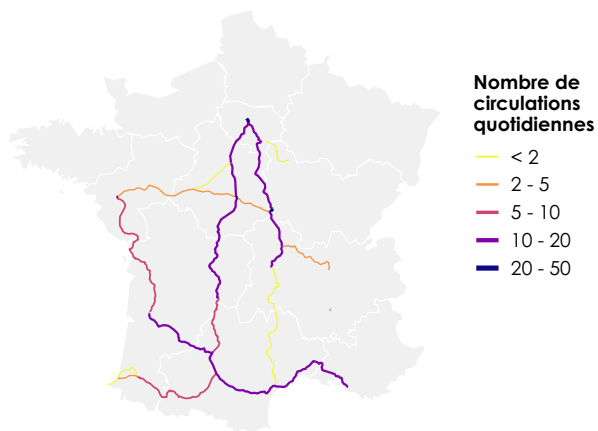 Nombre de
circulations
quotidiennes
< 2
2 - 5
5 - 10
10 - 20
20 - 50